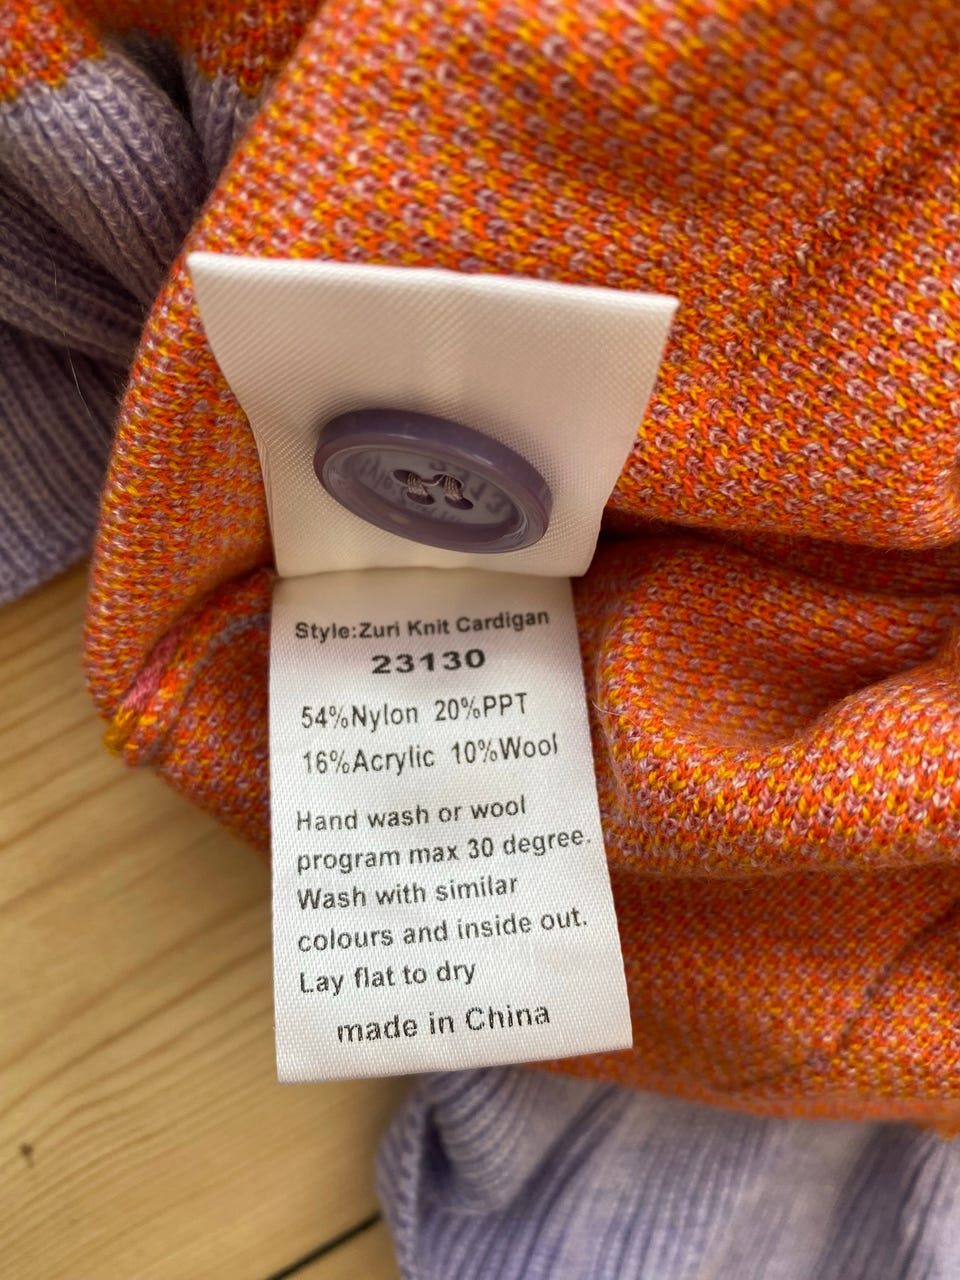 Style:Zuri Knit Cardigan
23130
54%Nylon 20%PPT
16%Acrylic 10%Wool
Hand wash or wool
program max 30 degree.
Wash with similar
colours and inside out.
Lay flat to dry
made in China